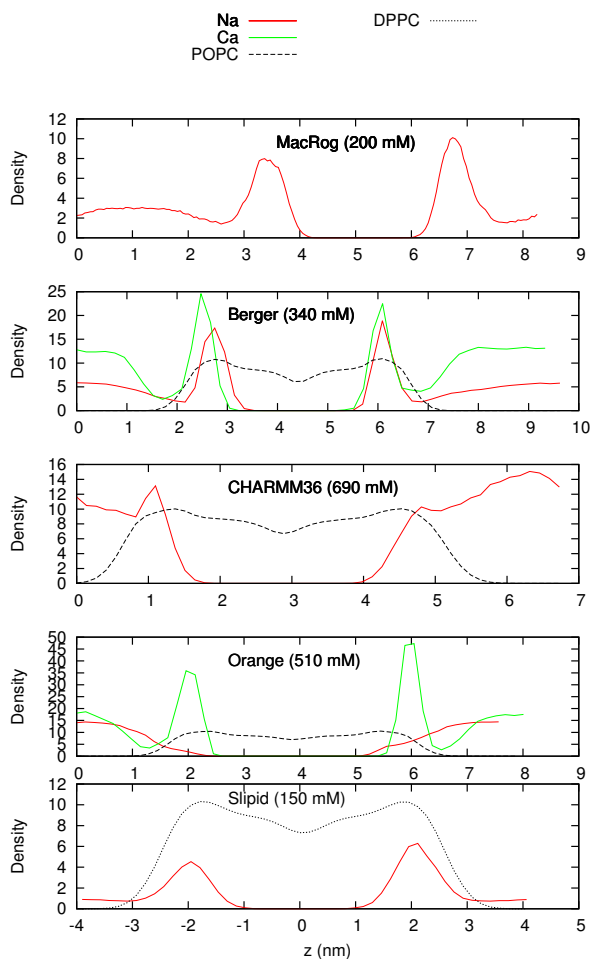 Na
Ca
POPC
DPPC
MacRog (200 mM)
Density
12
10
8
6
4
2
0
0 1 2 3 4 5 6 7 8 9
Berger (340 mM)
Density
25
20
15
10
5
0
0 1 2 3 4 5 6 7 8 9 10
CHARMM36 (690 mM)
Density
16
14
12
10
8
6
4
2
0
0 1 2 3 4 5 6 7
Orange (510 mM)
Density
50
45
40
35
30
25
20
15
10
5
0
0 1 2 3 4 5 6 7 8 9
Slipid (150 mM)
Density
12
10
8
6
4
2
0
-4 -3 -2 -1 0 1 2 3 4 5
z (nm)